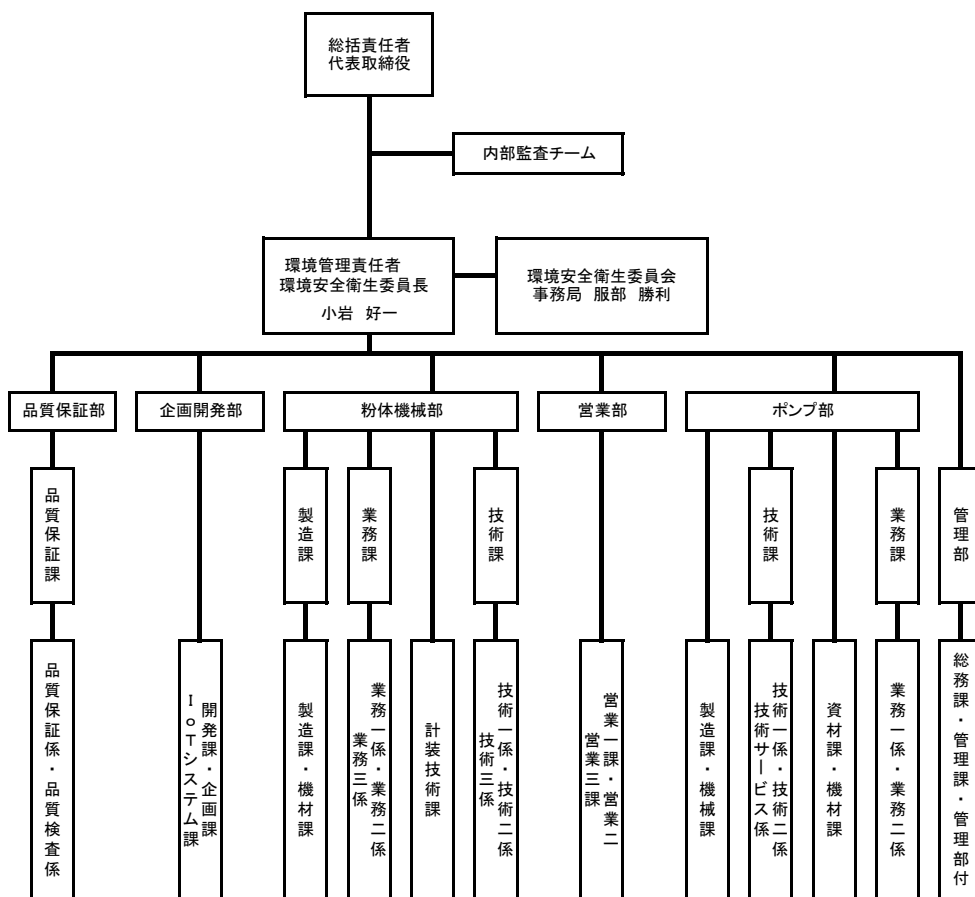 総括責任者
代表取締役
内部監査チーム
環境管理責任者
環境安全衛生委員長
小岩 好一
環境安全衛生委員会
事務局 服部 勝利
品質保証部
企画開発部
粉体機械部
営業部
ポンプ部
品質保証課
製造課
業務課
技術課
技術課
業務課
管理部
品質保証係・品質検査係
開発課・企画課
IoTシステム課
製造課・機材課
業務一係・業務二係
業務三係
計装技術課
技術一係・技術二係
技術三係
営業一課・営業二
営業三課
製造課・機械課
技術一係・技術二係
技術サービス係
資材課・機材課
業務一係・業務二係
総務課・管理課・管理部付